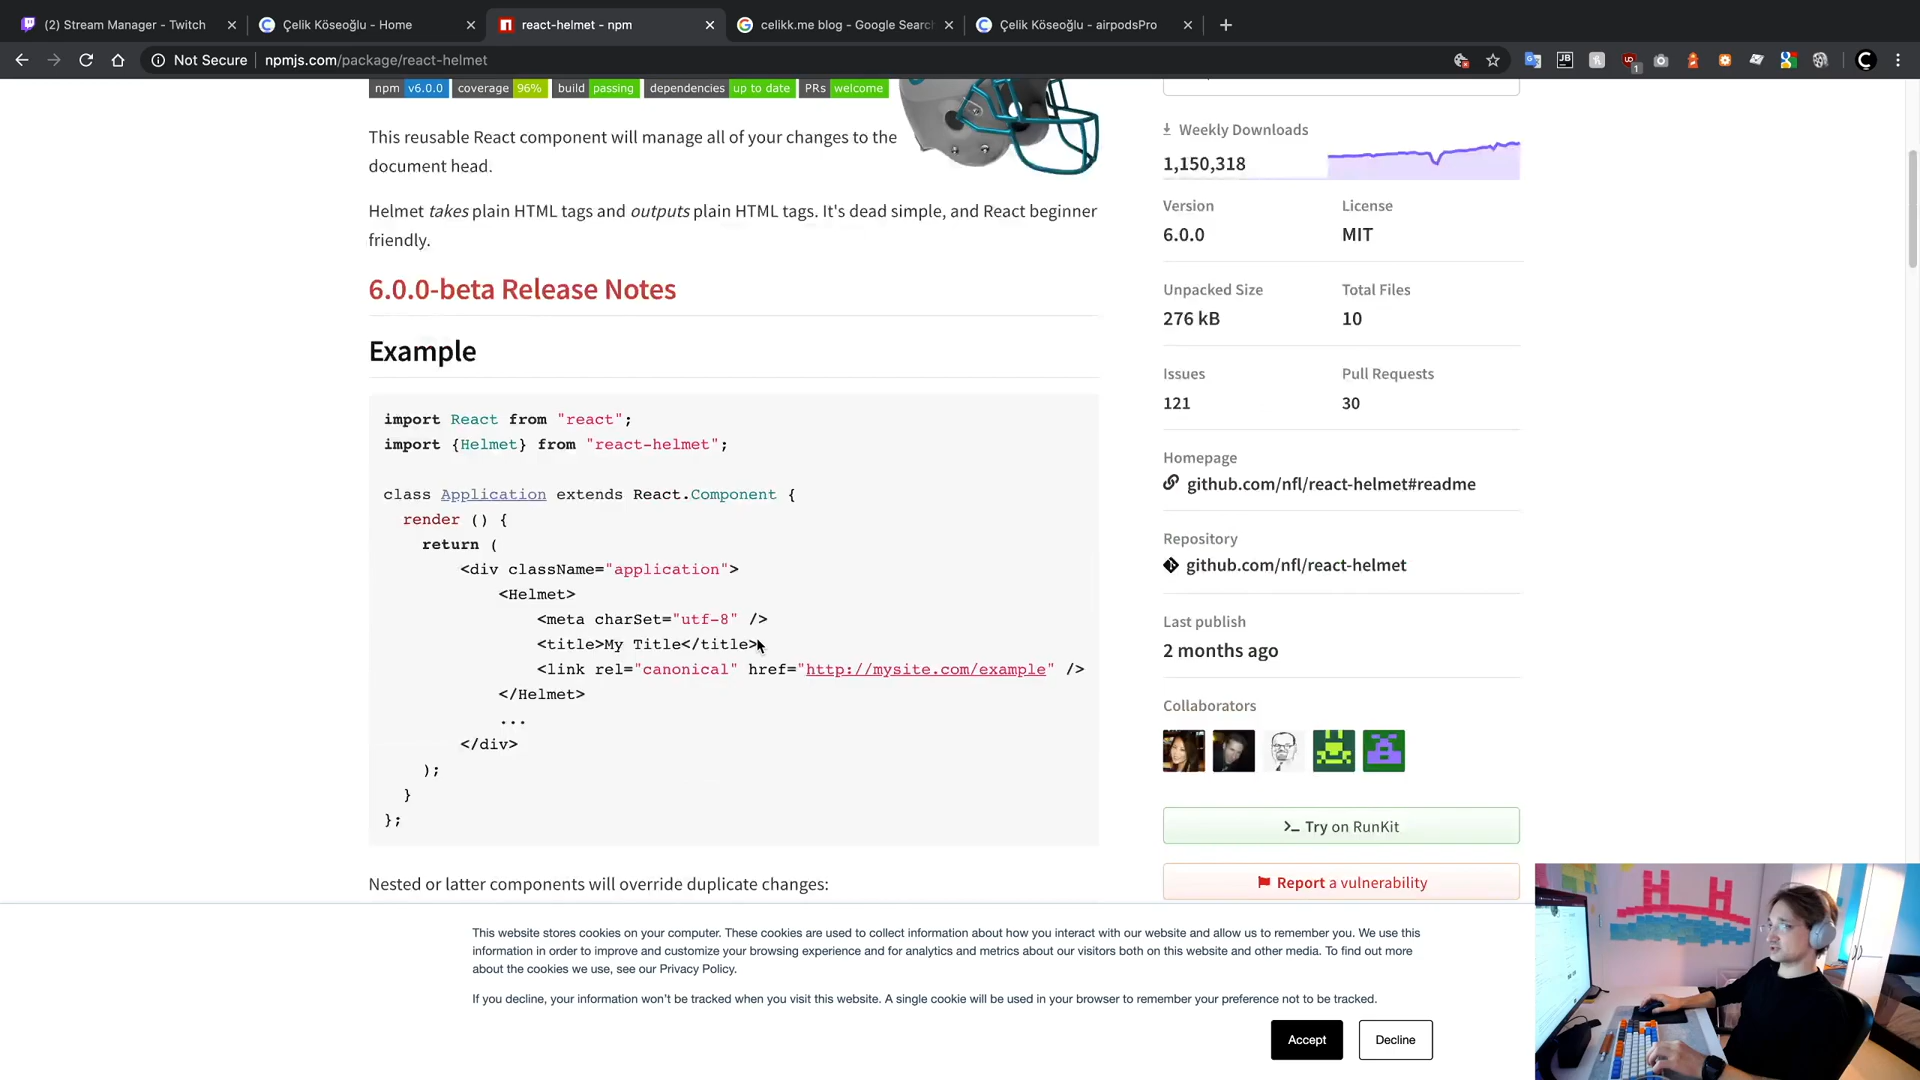 (2) Stream Manager - Twitch
Çelik Köseoğlu - Home
react-helmet - npm
celikk.me blog - Google Search
Çelik Köseoğlu - airpodsPro
Not Secure
npmjs.com/package/react-helmet
npm v6.0.0
coverage 96%
build passing
dependencies up to date
PRs welcome
This reusable React component will manage all of your changes to the
document head.
Helmet takes plain HTML tags and outputs plain HTML tags. It's dead simple, and React beginner
friendly.
6.0.0-beta Release Notes
Example
import React from "react";
import {Helmet} from "react-helmet";
class Application extends React.Component {
render () {
return (
<div className="application">
<Helmet>
<meta charSet="utf-8" />
<title>My Title</title>
<link rel="canonical" href="http://mysite.com/example" />
</Helmet>
...
</div>
);
}
};
Nested or latter components will override duplicate changes:
Weekly Downloads
1,150,318
Version
License
6.0.0
MIT
Unpacked Size
Total Files
276 kB
10
Issues
Pull Requests
121
30
Homepage
github.com/nfl/react-helmet#readme
Repository
github.com/nfl/react-helmet
Last publish
2 months ago
Collaborators
Try on RunKit
Report a vulnerability
This website stores cookies on your computer. These cookies are used to collect information about how you interact with our website and allow us to remember you. We use this
information in order to improve and customize your browsing experience and for analytics and metrics about our visitors both on this website and other media. To find out more
about the cookies we use, see our Privacy Policy.
If you decline, your information won't be tracked when you visit this website. A single cookie will be used in your browser to remember your preference not to be tracked.
Accept
Decline